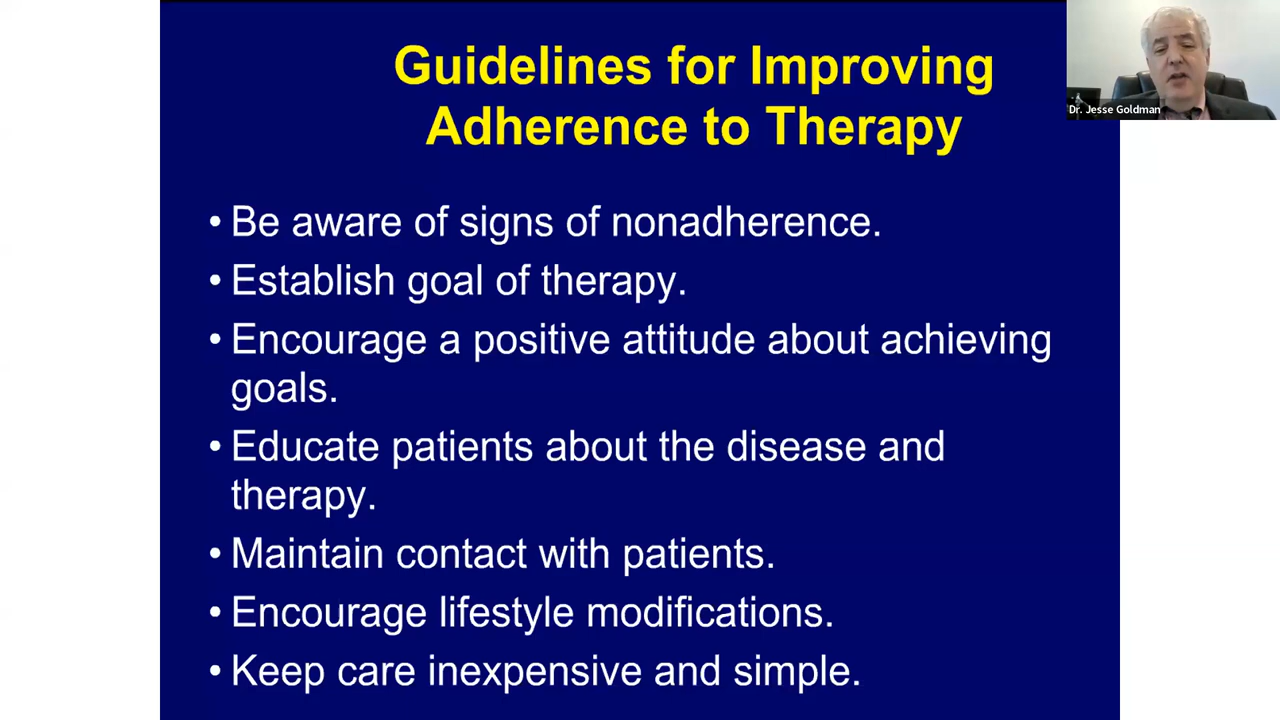 Guidelines for Improving
Adherence to Therapy
Dr. Jesse Goldman
• Be aware of signs of nonadherence.
• Establish goal of therapy.
• Encourage a positive attitude about achieving
goals.
• Educate patients about the disease and
therapy.
• Maintain contact with patients.
• Encourage lifestyle modifications.
• Keep care inexpensive and simple.